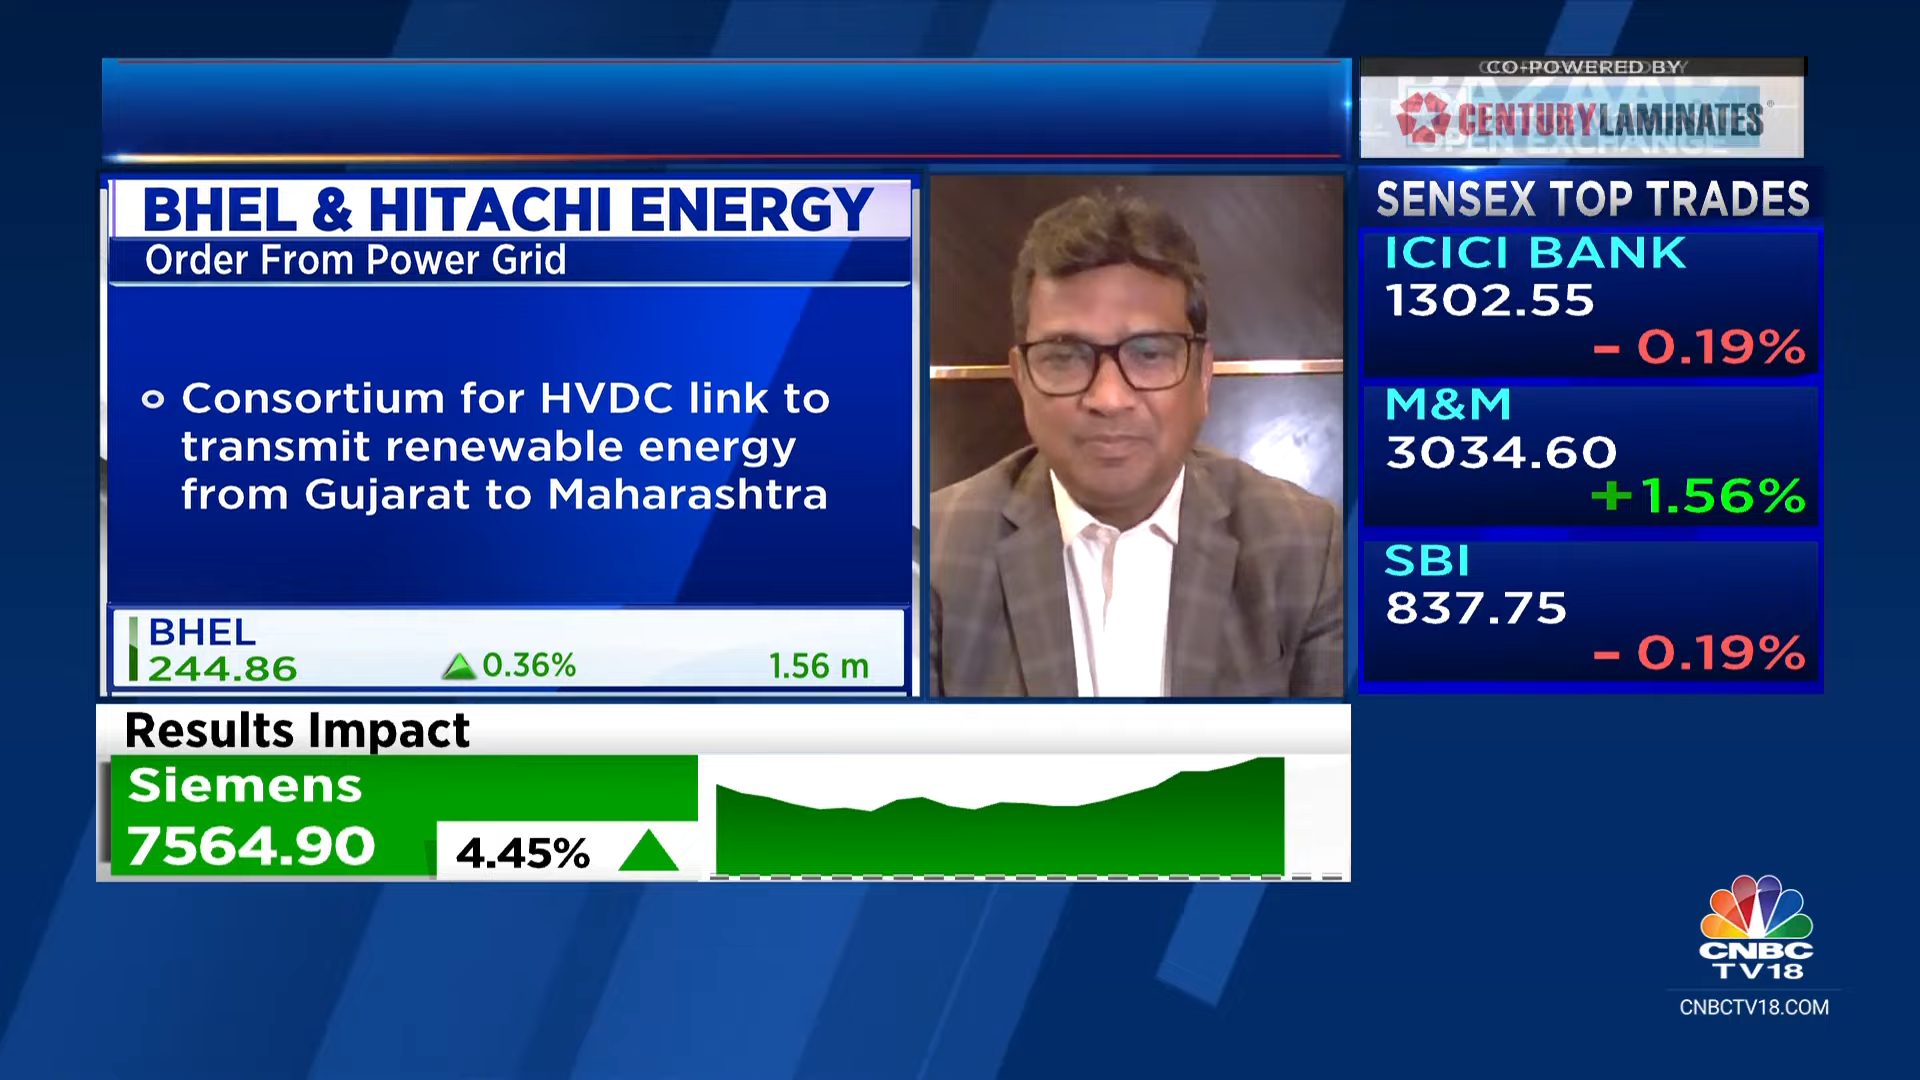 CO-POWERED BY
CENTURYLAMINATES
OPEN EXCHANGE
BHEL & HITACHI ENERGY
Order From Power Grid
Consortium for HVDC link to
transmit renewable energy
from Gujarat to Maharashtra
BHEL
244.86 0.36% 1.56 m
SENSEX TOP TRADES
ICICI BANK
1302.55
- 0.19%
M&M
3034.60
+1.56%
SBI
837.75
- 0.19%
Results Impact
Siemens
7564.90 4.45%
CNBC
TV18
CNBCTV18.COM